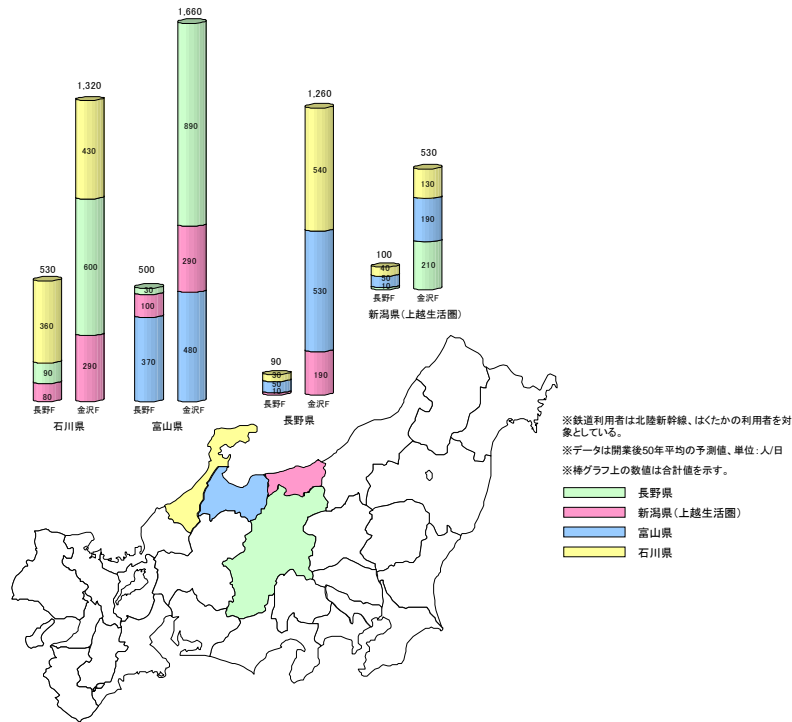 1,660
1,320
890
430
1,260
600
540
530
130
530
500
290
190
100
360
30
40
50
210
100
530
10
長野F
金沢F
新潟県(上越生活圏)
370
480
90
90
290
30
50
190
80
10
長野F
金沢F
長野F
金沢F
長野F
金沢F
石川県
富山県
長野県
※鉄道利用者は北陸新幹線、はくたかの利用者を対
象としている。
※データは開業後50年平均の予測値、単位:人/日
※棒グラフ上の数値は合計値を示す。
長野県
新潟県(上越生活圏)
富山県
石川県